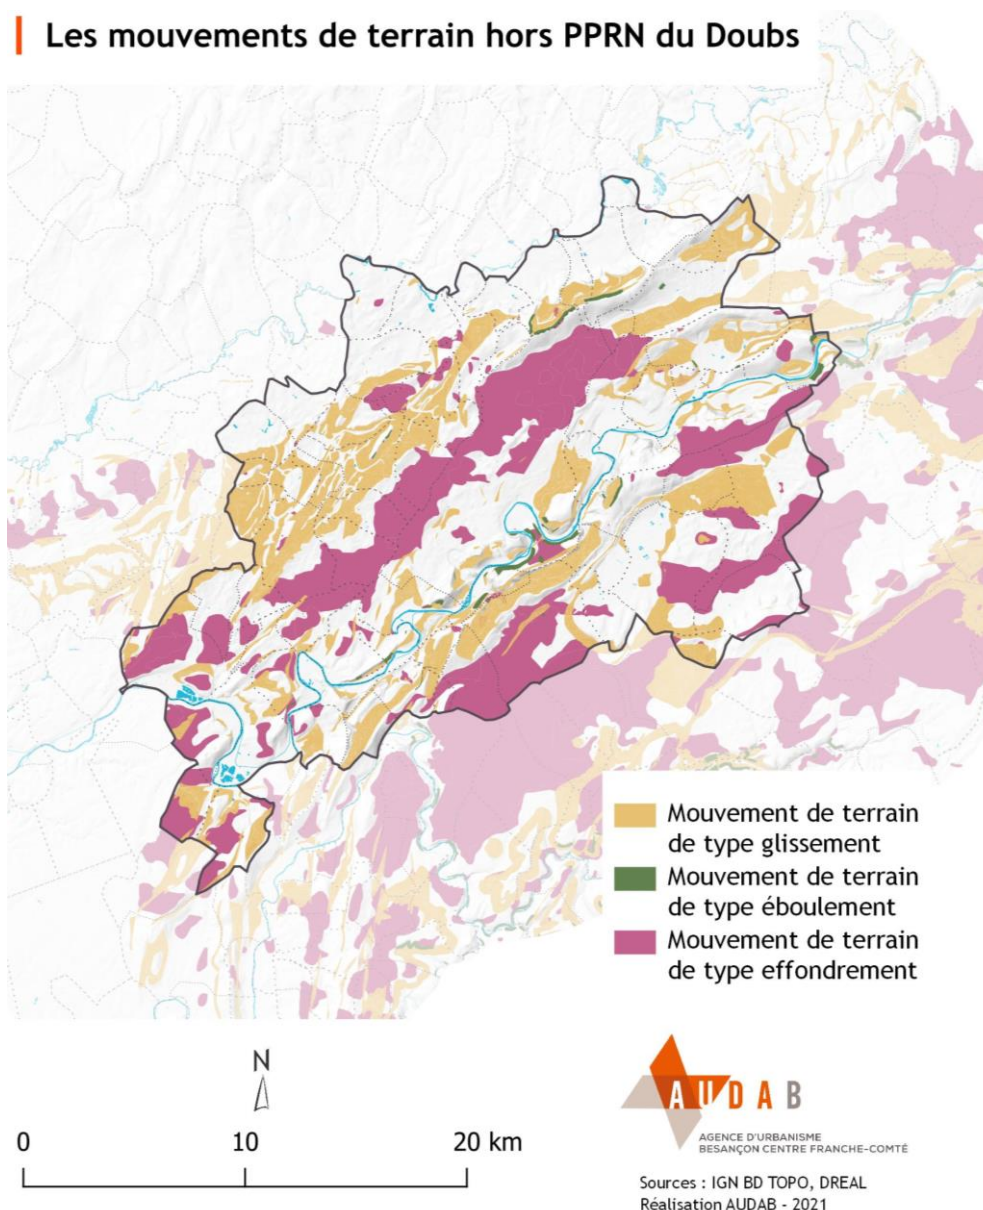 Les mouvements de terrain hors PPRN du Doubs
Mouvement de terrain
de type glissement
Mouvement de terrain
de type éboulement
Mouvement de terrain
de type effondrement
N
0 10 20 km
AUDAB
AGENCE D'URBANISME
BESANÇON CENTRE FRANCHE-COMTÉ
Sources : IGN BD TOPO, DREAL
Réalisation AUDAB - 2021